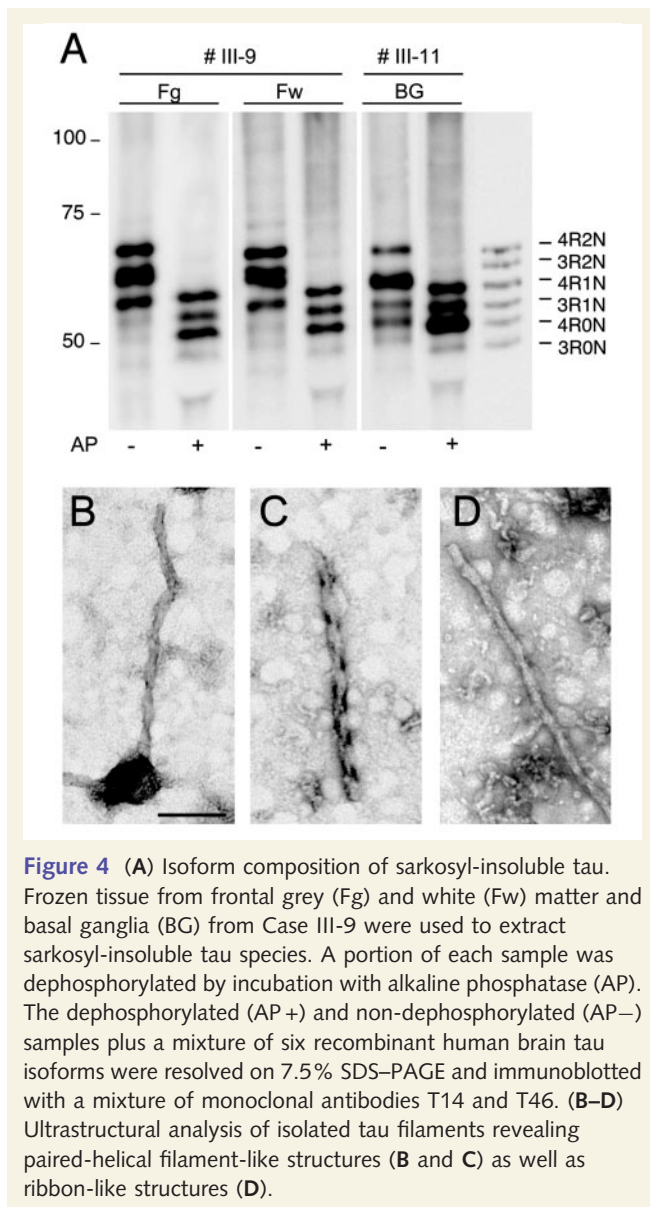 A
# III-9 # III-11
Fg Fw BG
100
75
50
4R2N
3R2N
4R1N
3R1N
4R0N
3R0N
AP - + - + - +
B C D
Figure 4 (A) Isoform composition of sarkosyl-insoluble tau.
Frozen tissue from frontal grey (Fg) and white (Fw) matter and
basal ganglia (BG) from Case III-9 were used to extract
sarkosyl-insoluble tau species. A portion of each sample was
dephosphorylated by incubation with alkaline phosphatase (AP).
The dephosphorylated (AP +) and non-dephosphorylated (AP−)
samples plus a mixture of six recombinant human brain tau
isoforms were resolved on 7.5% SDS–PAGE and immunoblotted
with a mixture of monoclonal antibodies T14 and T46. (B–D)
Ultrastructural analysis of isolated tau filaments revealing
paired-helical filament-like structures (B and C) as well as
ribbon-like structures (D).